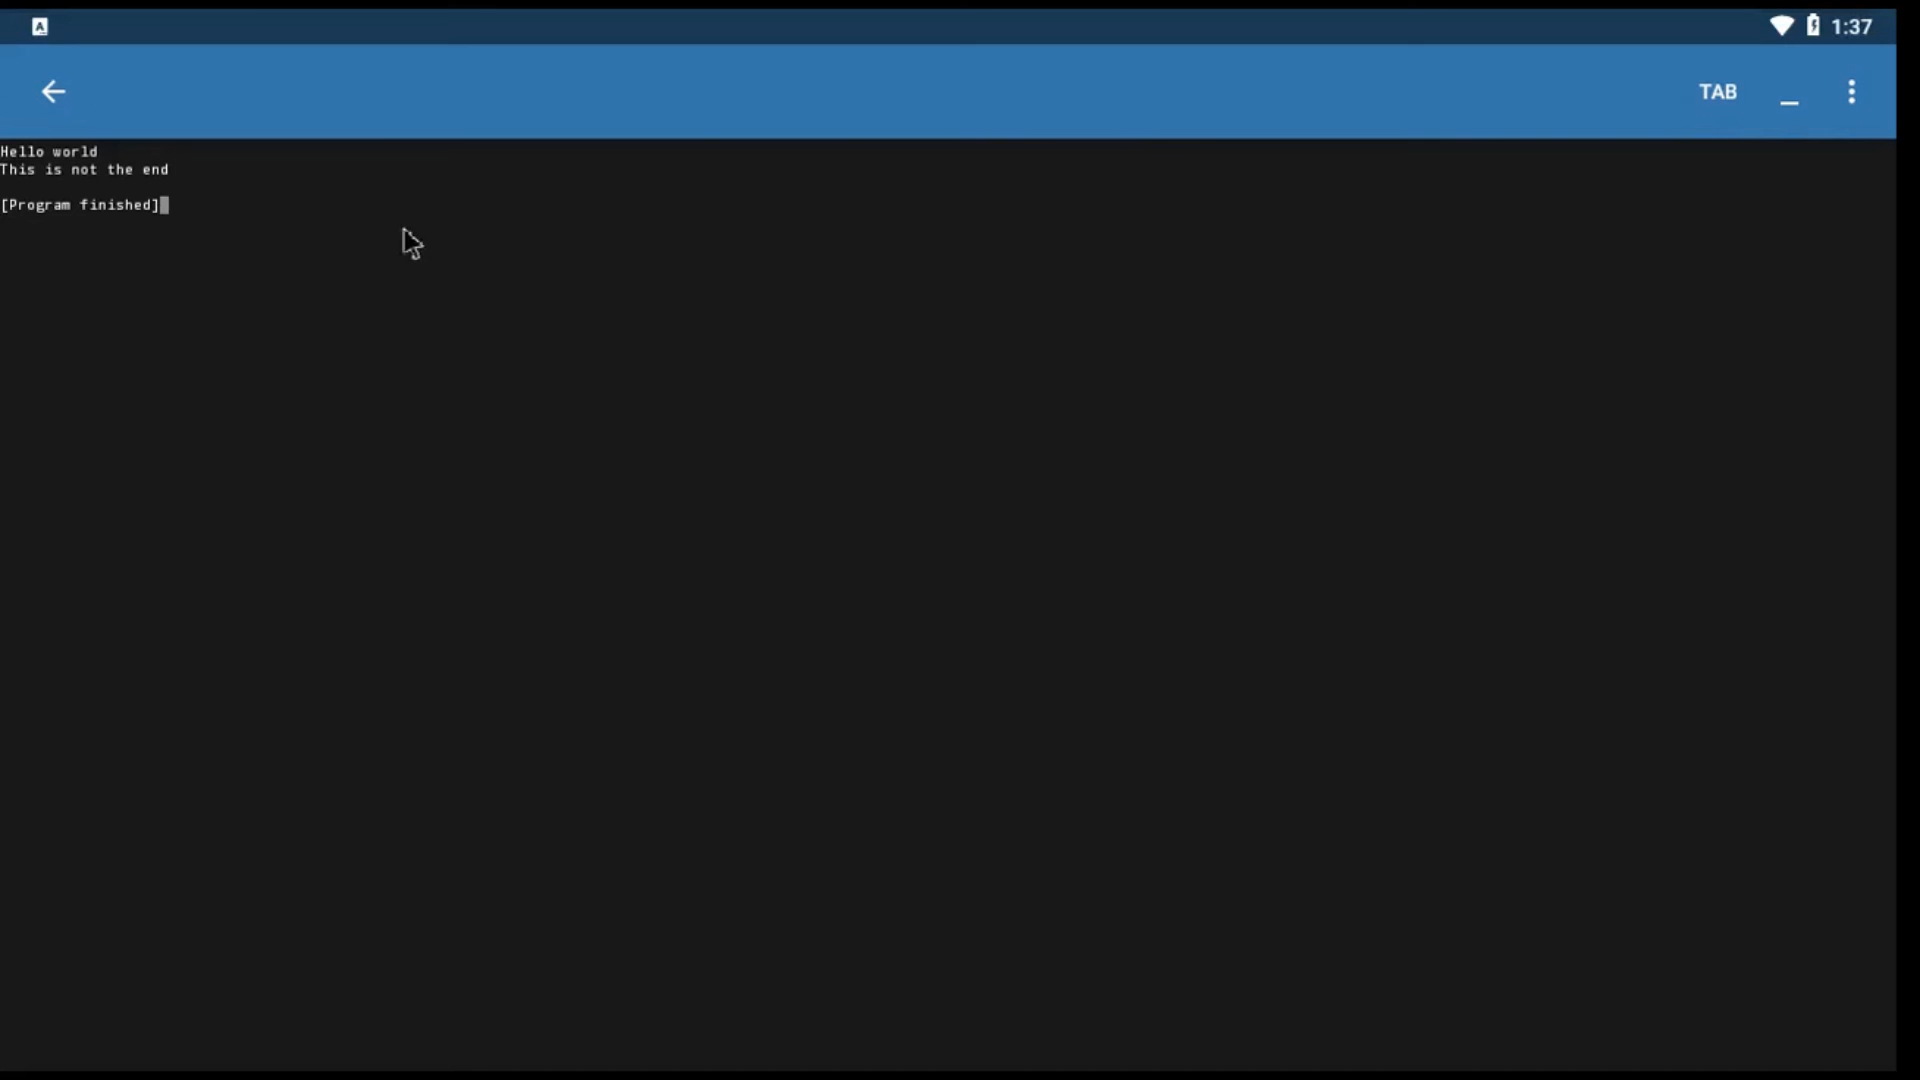 A
1:37
TAB
Hello world
This is not the end
[Program finished]